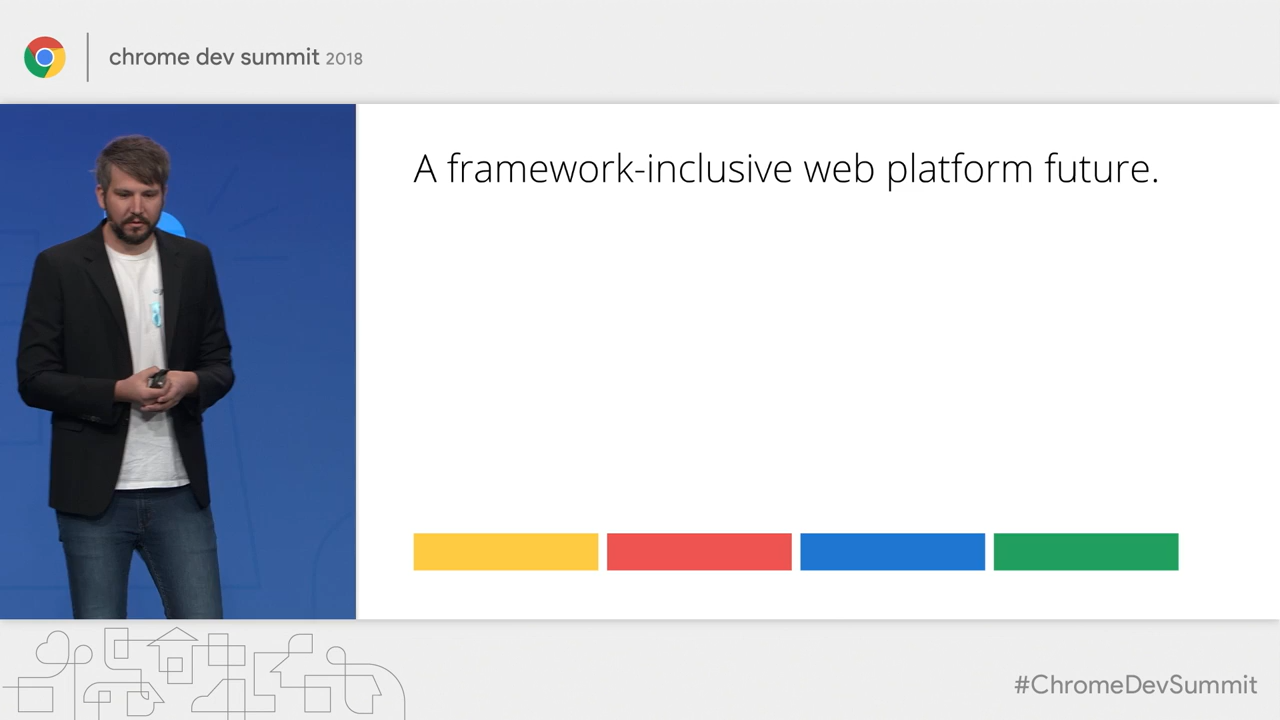 chrome dev summit 2018
A framework-inclusive web platform future.
#ChromeDevSummit